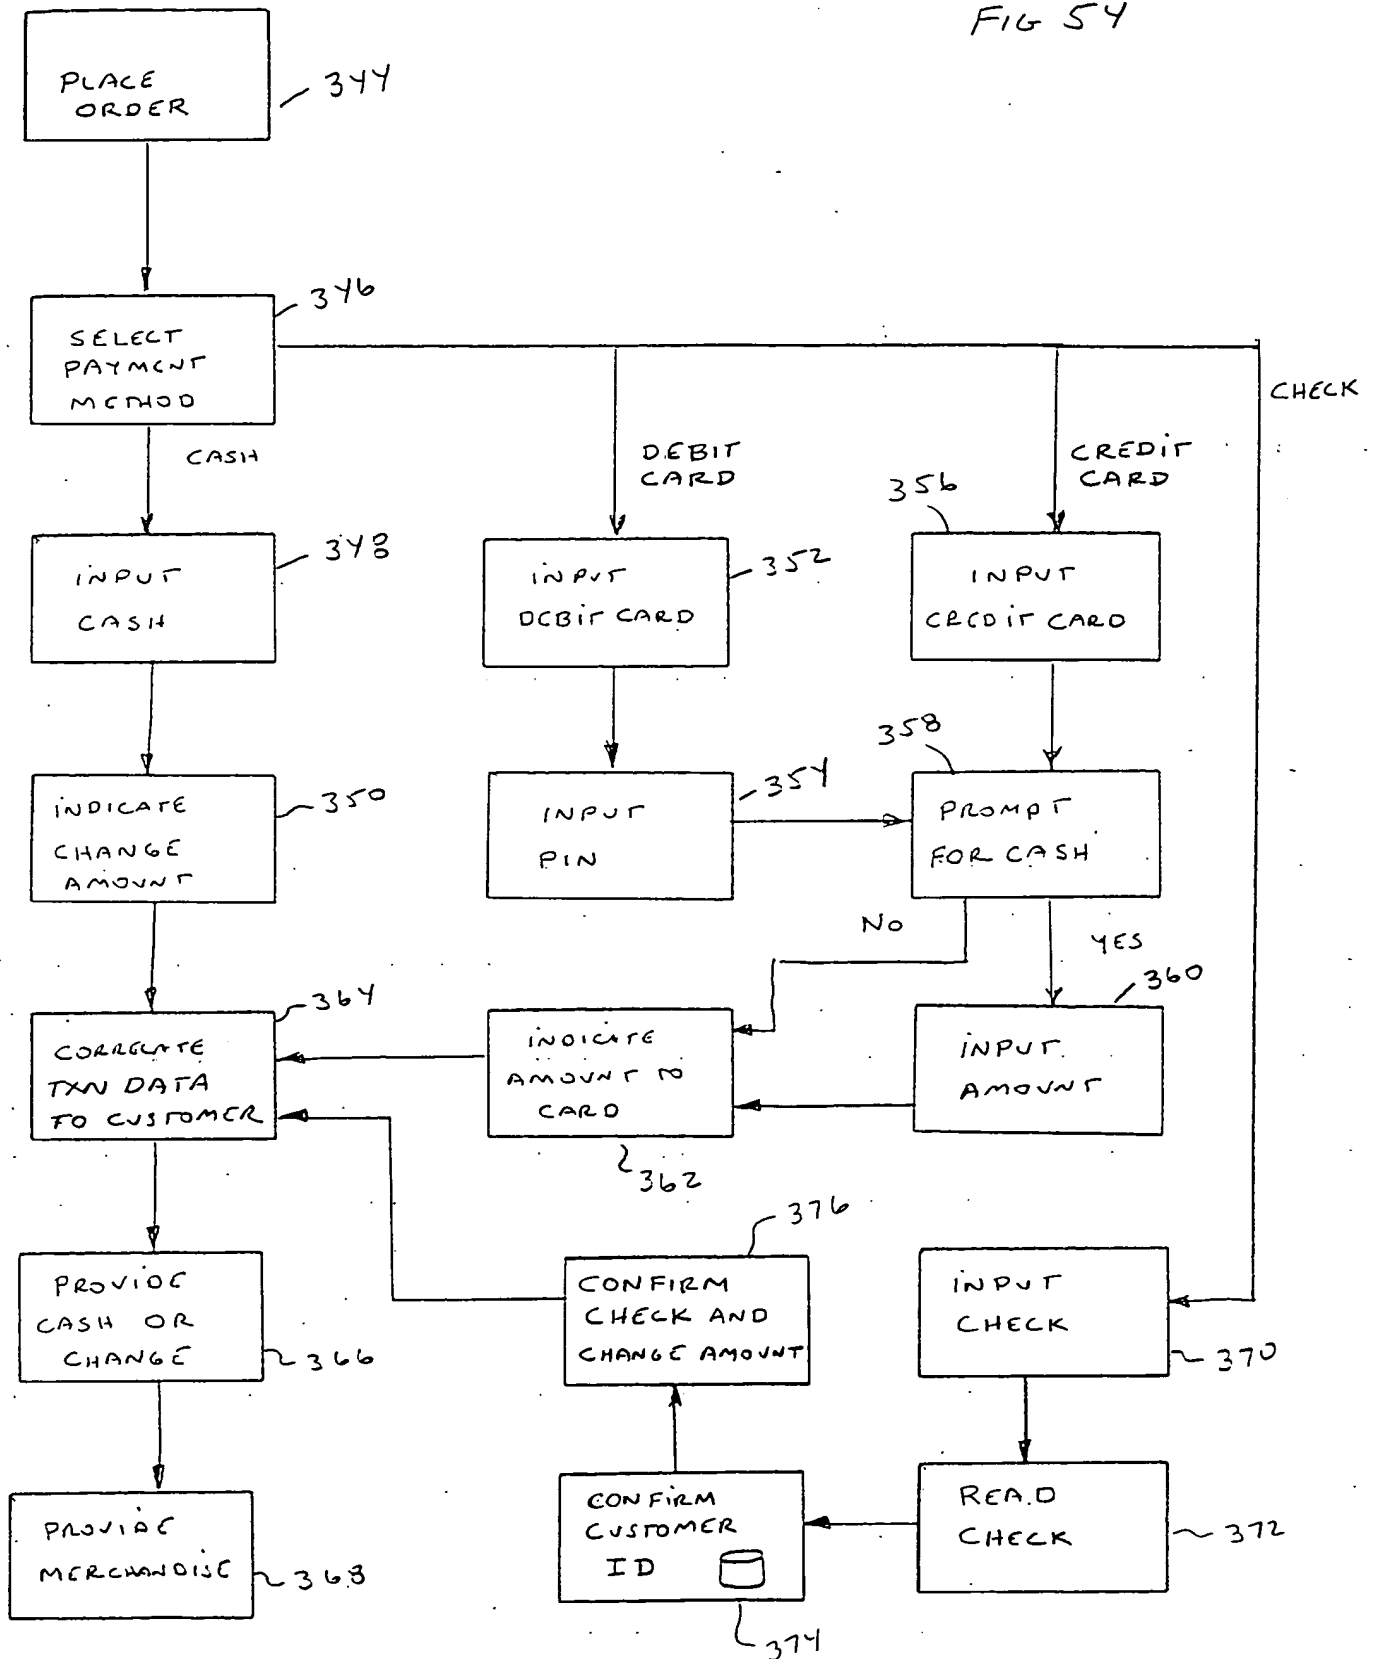 FIG 54
PLACE
ORDER
344
346
SELECT
PAYMENT
METHOD
CHECK
CASH
DEBIT
CARD
CREDIT
CARD
356
348
INPUT
CASH
352
INPUT
DEBIT CARD
INPUT
CREDIT CARD
358
350
INDICATE
CHANGE
AMOUNT
354
INPUT
PIN
PROMPT
FOR CASH
NO
YES
360
364
CORRELATE
TXN DATA
TO CUSTOMER
INDICATE
AMOUNT TO
CARD
INPUT
AMOUNT
362
376
PROVIDE
CASH OR
CHANGE
366
CONFIRM
CHECK AND
CHANGE AMOUNT
INPUT
CHECK
370
PROVIDE
MERCHANDISE
368
CONFIRM
CUSTOMER
ID
READ
CHECK
372
374